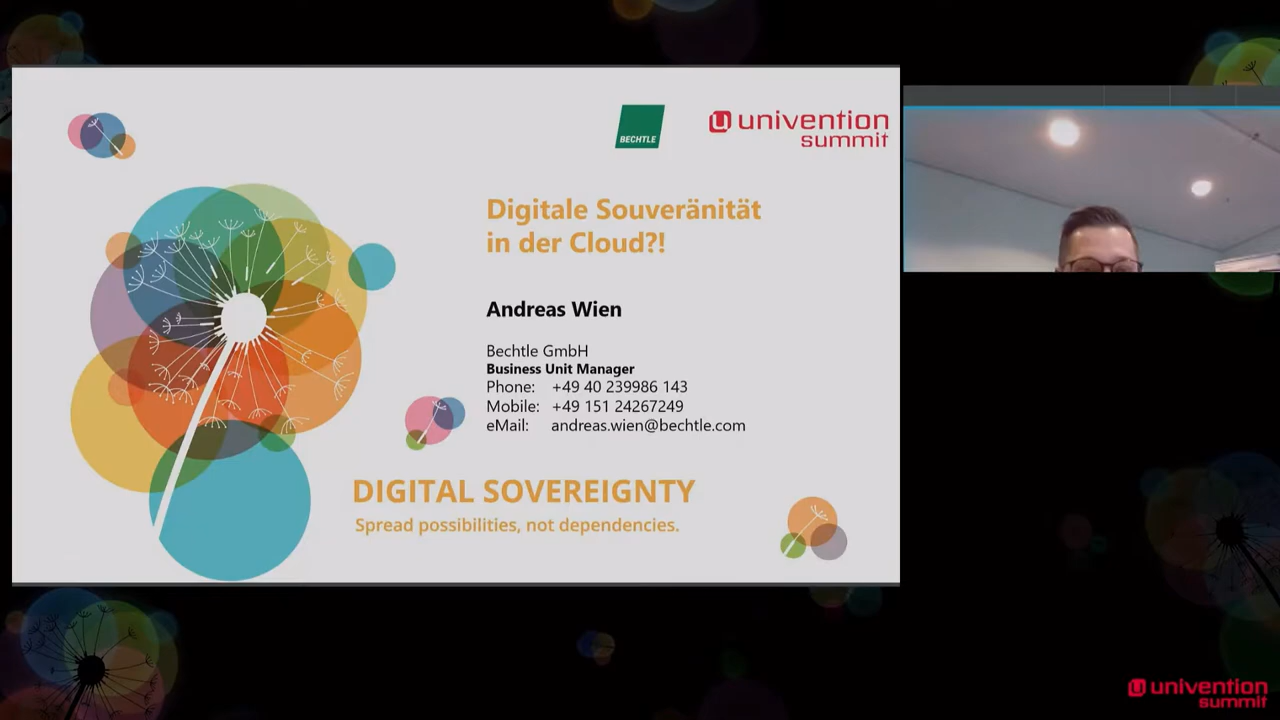 BECHTLE
univention
summit
Digitale Souveränität
in der Cloud?!
Andreas Wien
Bechtle GmbH
Business Unit Manager
Phone: +49 40 239986 143
Mobile: +49 151 24267249
eMail: andreas.wien@bechtle.com
DIGITAL SOVEREIGNTY
Spread possibilities, not dependencies.
univention
summit